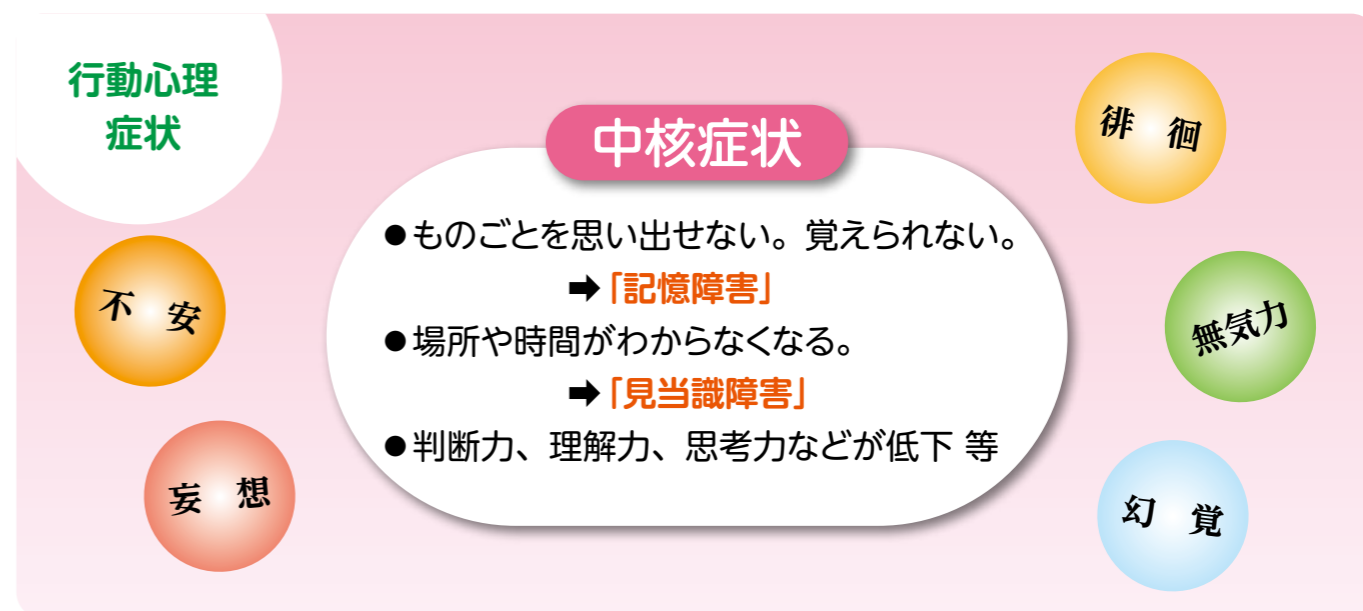 行動心理
症状
中核症状
●ものごとを思い出せない。覚えられない。
➡「記憶障害」
●場所や時間がわからなくなる。
➡「見当識障害」
●判断力、理解力、思考力などが低下 等
不 安
妄 想
徘 徊
無気力
幻 覚